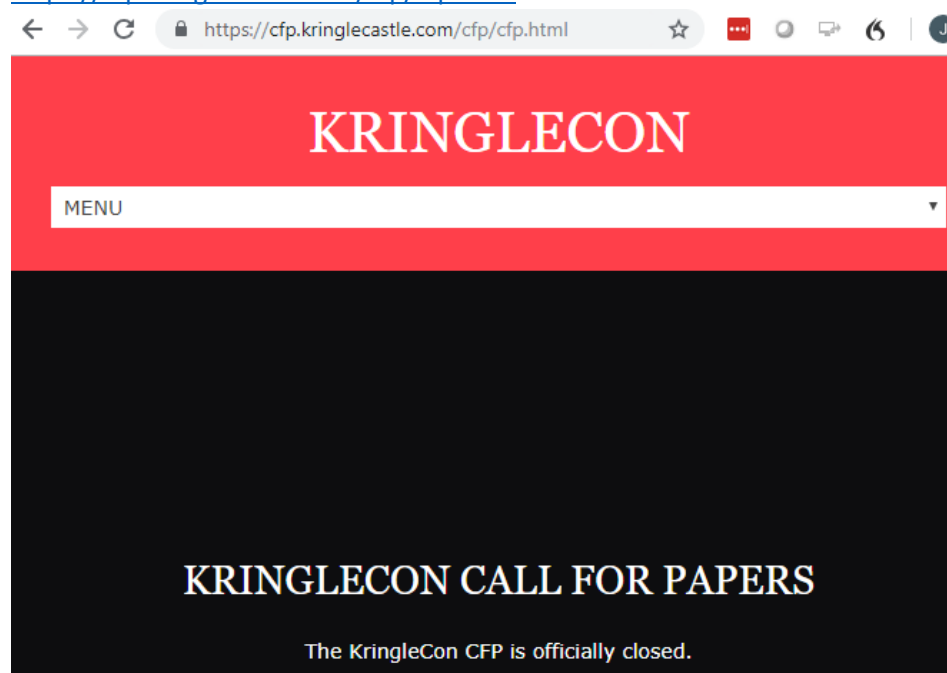 https://cfp.kringlecastle.com/cfp/cfp.html
KRINGLECON
MENU
KRINGLECON CALL FOR PAPERS
The KringleCon CFP is officially closed.